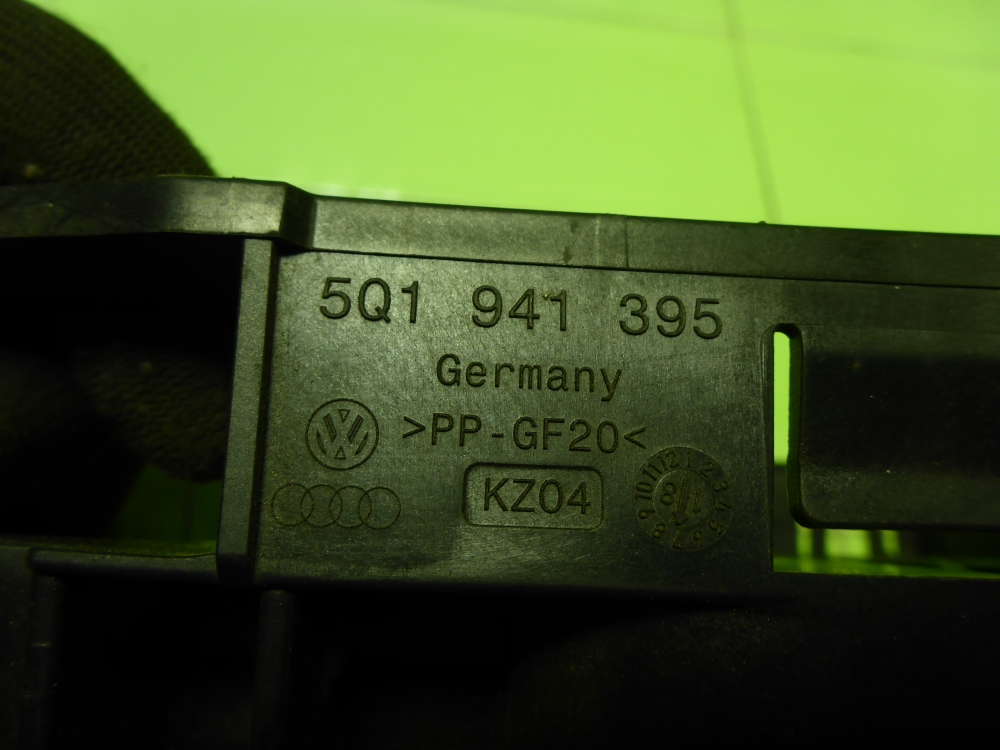 5Q1 941 395
Germany
>PP-GF20<
KZ04